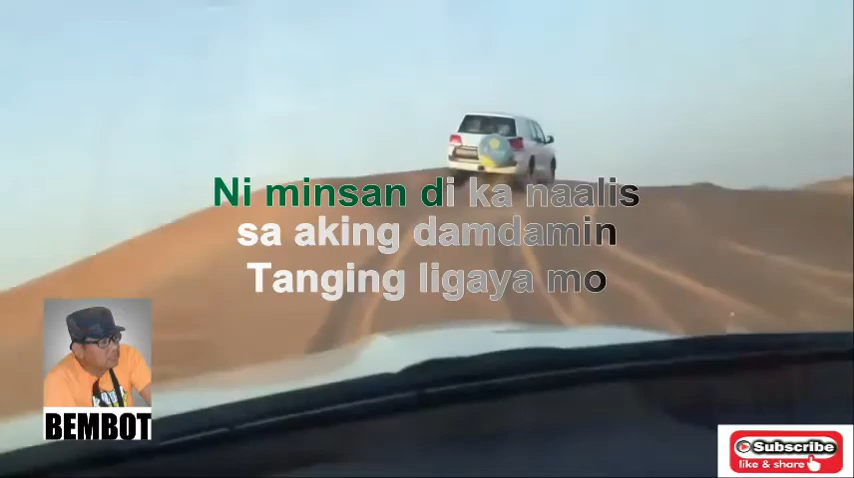 Ni minsan di ka naalis
sa aking damdamin
Tanging ligaya mo
BEMBOT
Subscribe
like & share